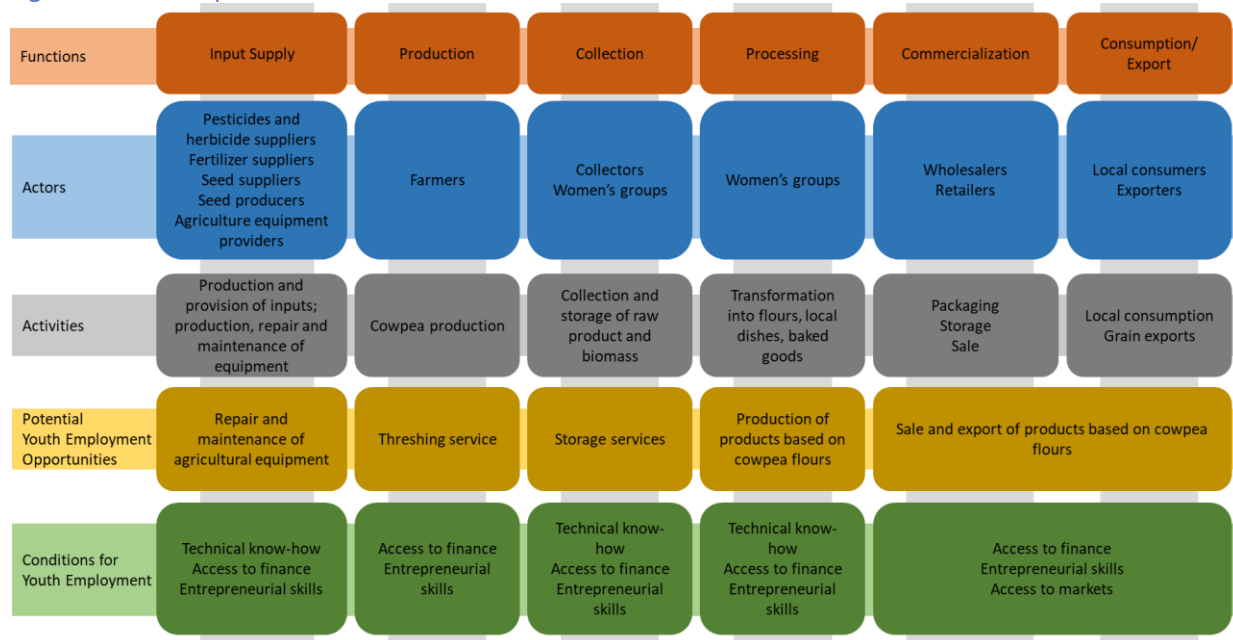 Functions
Input Supply
Production
Collection
Processing
Commercialization
Consumption/
Export
Actors
Pesticides and
herbicide suppliers
Fertilizer suppliers
Seed suppliers
Seed producers
Agriculture equipment
providers
Farmers
Collectors
Women's groups
Women's groups
Wholesalers
Retailers
Local consumers
Exporters
Activities
Production and
provision of inputs;
production, repair and
maintenance of
equipment
Cowpea production
Collection and
storage of raw
product and
biomass
Transformation
into flours, local
dishes, baked
goods
Packaging
Storage
Sale
Local consumption
Grain exports
Potential
Youth Employment
Opportunities
Repair and
maintenance of
agricultural equipment
Threshing service
Storage services
Production of
products based on
cowpea flours
Sale and export of products based on cowpea
flours
Conditions for
Youth Employment
Technical know-how
Access to finance
Entrepreneurial skills
Access to finance
Entrepreneurial
skills
Technical know-
how
Access to finance
Entrepreneurial
skills
Technical know-
how
Access to finance
Entrepreneurial
skills
Access to finance
Entrepreneurial skills
Access to markets